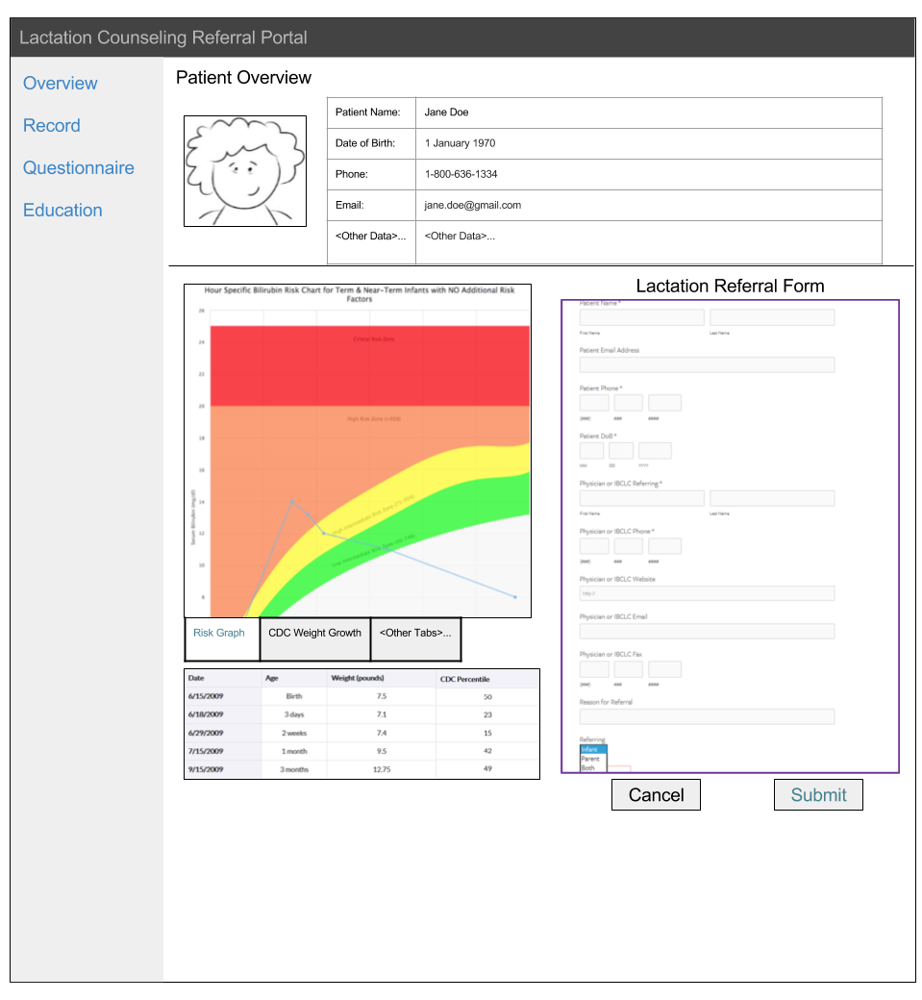 Lactation Counseling Referral Portal
Overview
Record
Questionnaire
Education
Patient Overview
Patient Name: Jane Doe
Date of Birth: 1 January 1970
Phone: 1-800-636-1334
Email: jane.doe@gmail.com
<Other Data>... <Other Data>...
Hour Specific Bilirubin Risk Chart for Term & Near-Term Infants with NO Additional Risk
Factors
26
24
22
20
18
16
14
12
10
8
Serum Bilirubin (mg/dl)
Critical Risk Zone
High Risk Zone (>95%)
High Intermediate Risk Zone
Low Intermediate Risk Zone
Risk Graph
CDC Weight Growth
<Other Tabs>...
Date Age Weight (pounds) CDC Percentile
6/15/2009 Birth 7.5 50
6/18/2009 3 days 7.1 23
6/29/2009 2 weeks 7.4 15
7/15/2009 1 month 9.5 42
9/15/2009 3 months 12.75 49
Lactation Referral Form
Patient Name *
First Name Last Name
Patient Email Address
Patient Phone *
(###) ### ####
Patient DoB *
MM DD YYYY
Physician or IBCLC Referring *
First Name Last Name
Physician or IBCLC Phone *
(###) ### ####
Physician or IBCLC Website
http://
Physician or IBCLC Email
Physician or IBCLC Fax
(###) ### ####
Reason for Referral
Referring
Infant
Parent
Both
Cancel
Submit